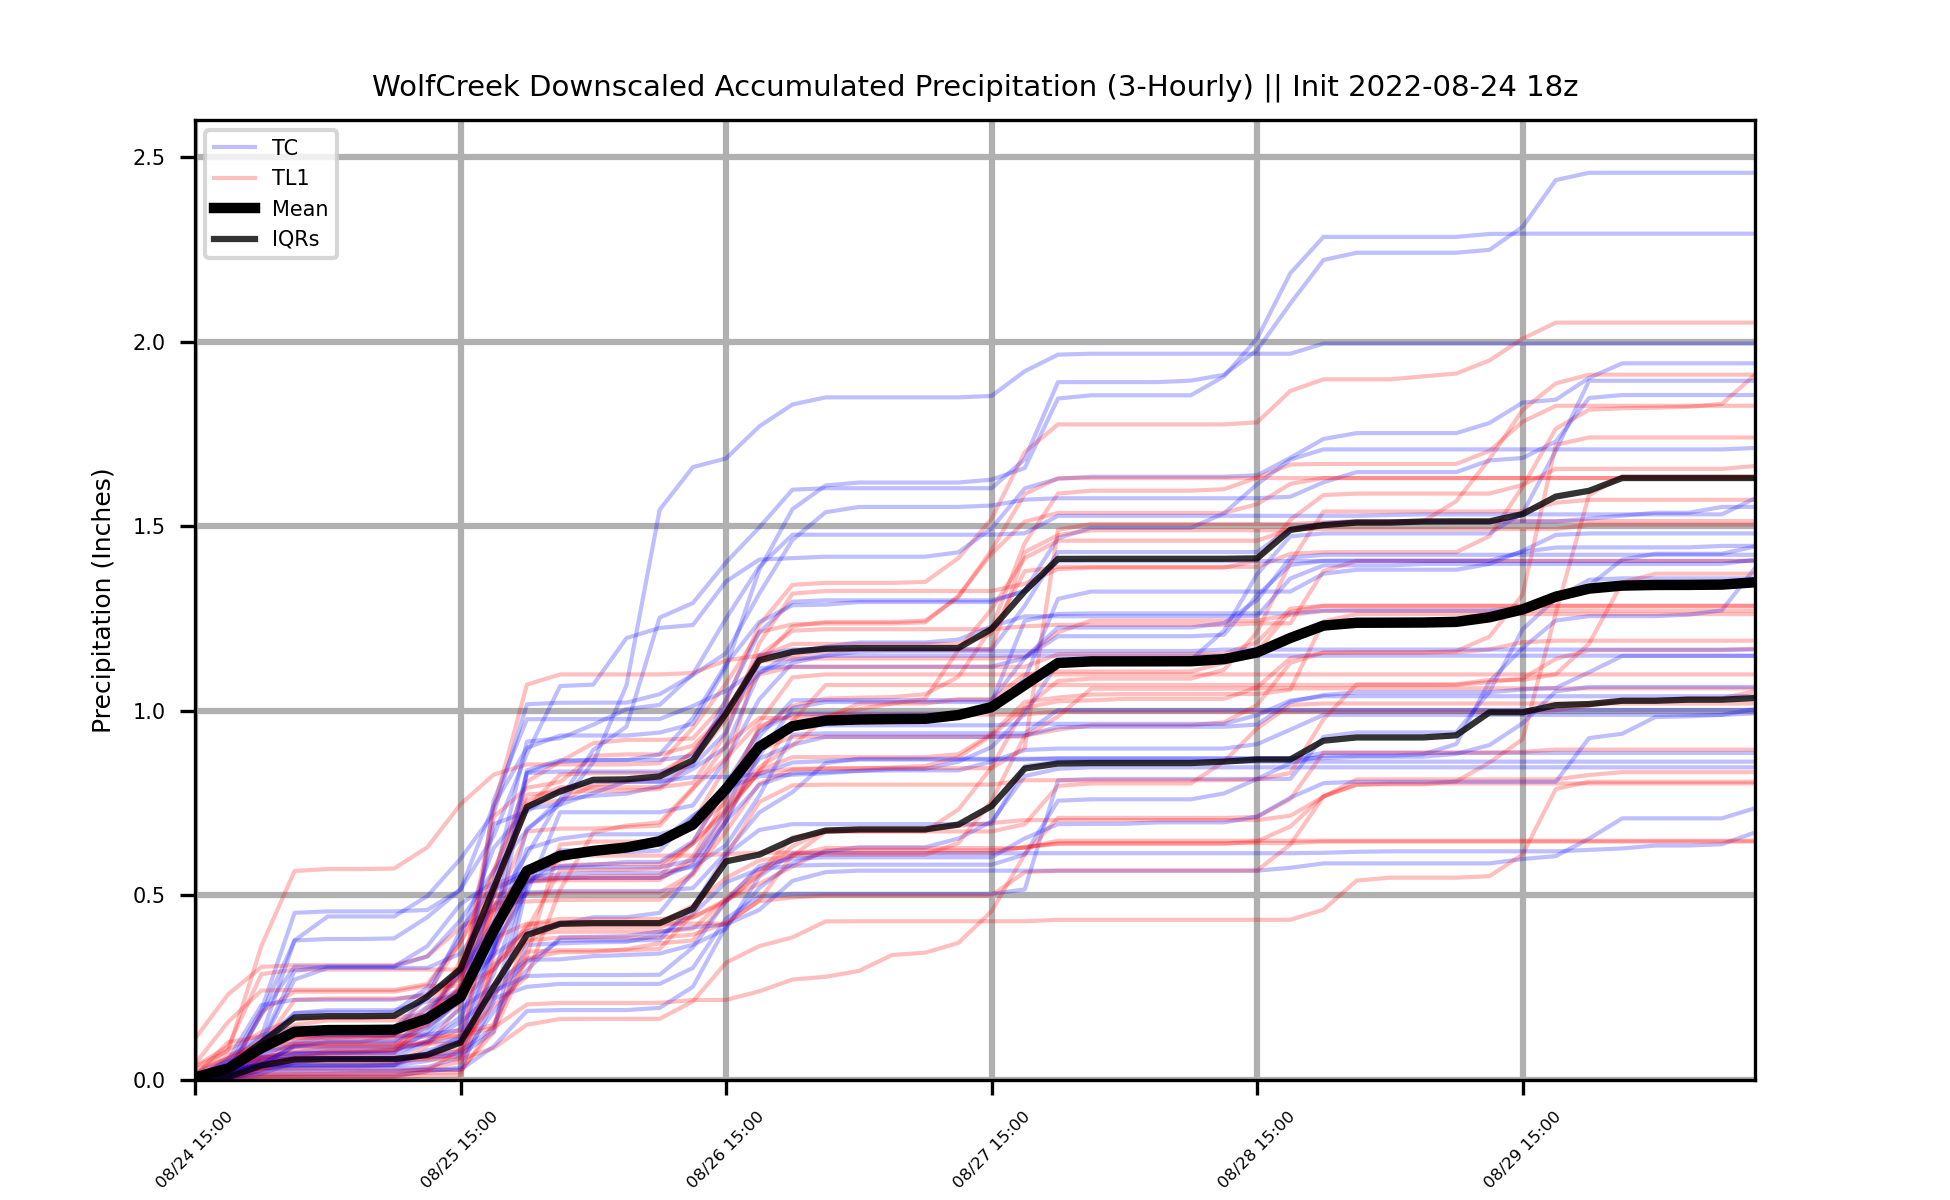 WolfCreek Downscaled Accumulated Precipitation (3-Hourly) || Init 2022-08-24 18z
TC
TL1
Mean
IQRs
Precipitation (Inches)
2.5
2.0
1.5
1.0
0.5
0.0
08/24 15:00
08/25 15:00
08/26 15:00
08/27 15:00
08/28 15:00
08/29 15:00